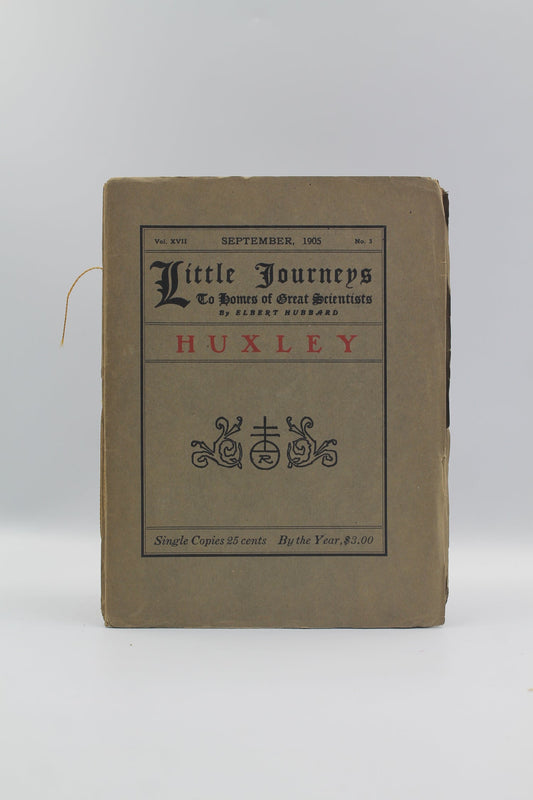 Vol. XVII SEPTEMBER, 1905 No. 3
Little Journeys
To Homes of Great Scientists
By ELBERT HUBBARD
HUXLEY
R
Single Copies 25 cents By the Year, $3.00